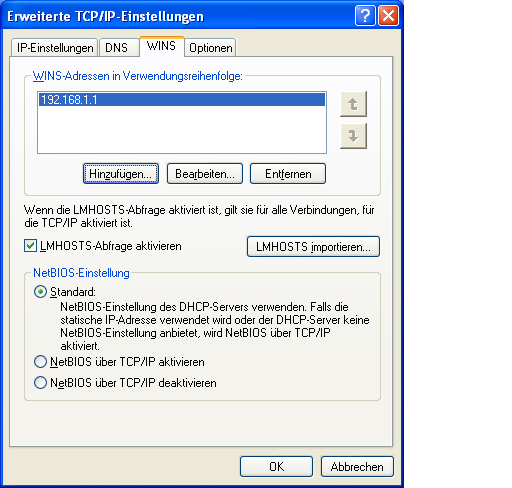 Erweiterte TCP/IP-Einstellungen
IP-Einstellungen DNS WINS Optionen
WINS-Adressen in Verwendungsreihenfolge:
192.168.1.1
Hinzufügen... Bearbeiten... Entfernen
Wenn die LMHOSTS-Abfrage aktiviert ist, gilt sie für alle Verbindungen, für
die TCP/IP aktiviert ist.
LMHOSTS-Abfrage aktivieren LMHOSTS importieren...
NetBIOS-Einstellung
Standard:
NetBIOS-Einstellung des DHCP-Servers verwenden. Falls die
statische IP-Adresse verwendet wird oder der DHCP-Server keine
NetBIOS-Einstellung anbietet, wird NetBIOS über TCP/IP
aktiviert.
NetBIOS über TCP/IP aktivieren
NetBIOS über TCP/IP deaktivieren
OK Abbrechen